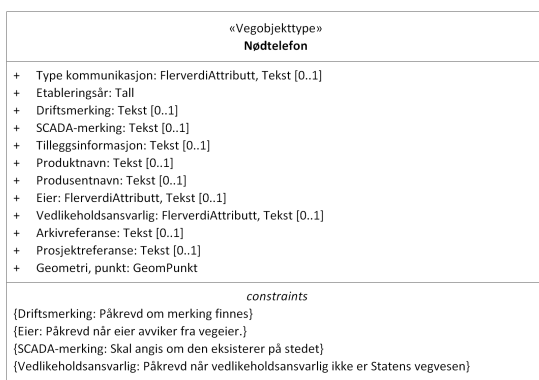 «Vegobjekttype»
Nødtelefon
+ Type kommunikasjon: FlerverdiAttributt, Tekst [0..1]
+ Etableringsår: Tall
+ Driftsmerking: Tekst [0..1]
+ SCADA-merking: Tekst [0..1]
+ Tilleggsinformasjon: Tekst [0..1]
+ Produktnavn: Tekst [0..1]
+ Produsentnavn: Tekst [0..1]
+ Eier: FlerverdiAttributt, Tekst [0..1]
+ Vedlikeholdsansvarlig: FlerverdiAttributt, Tekst [0..1]
+ Arkivreferanse: Tekst [0..1]
+ Prosjektreferanse: Tekst [0..1]
+ Geometri, punkt: GeomPunkt
constraints
{Driftsmerking: Påkrevd om merking finnes}
{Eier: Påkrevd når eier avviker fra vegeier.}
{SCADA-merking: Skal angis om den eksisterer på stedet}
{Vedlikeholdsansvarlig: Påkrevd når vedlikeholdsansvarlig ikke er Statens vegvesen}